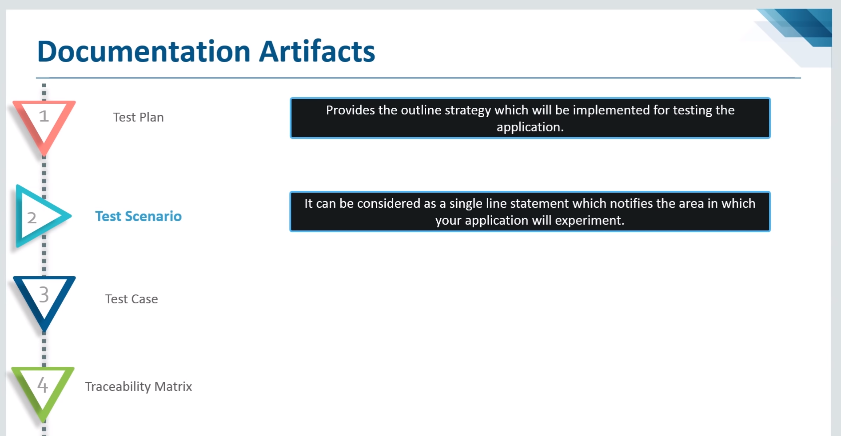 Documentation Artifacts
1
Test Plan
Provides the outline strategy which will be implemented for testing the
application.
2
Test Scenario
It can be considered as a single line statement which notifies the area in which
your application will experiment.
3
Test Case
4
Traceability Matrix